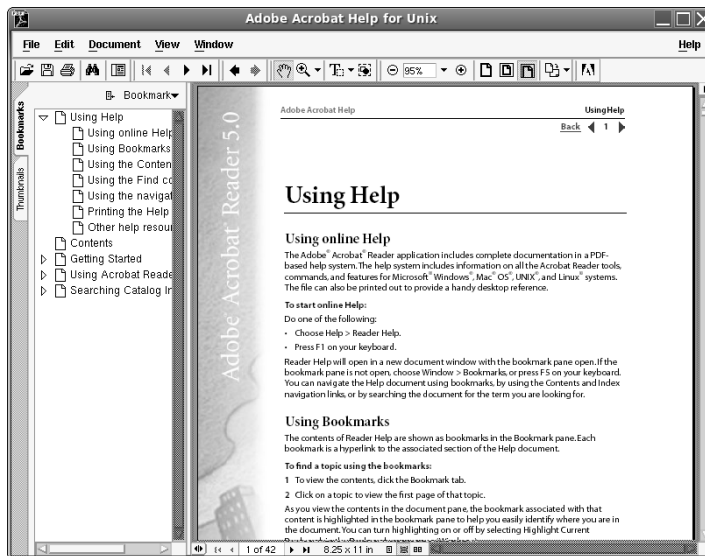 Adobe Acrobat Help for Unix
File Edit Document View Window Help
95%
Bookmark
Bookmarks
Thumbnails
Using Help
Using online Help
Using Bookmarks
Using the Conten
Using the Find co
Using the navigat
Printing the Help
Other help resour
Contents
Getting Started
Using Acrobat Reade
Searching Catalog In
Adobe® Acrobat® Reader 5.0
Adobe Acrobat Help
Using Help
Back 1
Using Help
Using online Help
The Adobe® Acrobat® Reader application includes complete documentation in a PDF-
based help system. The help system includes information on all the Acrobat Reader tools,
commands, and features for Microsoft® Windows®, Mac® OS®, UNIX®, and Linux® systems.
The file can also be printed out to provide a handy desktop reference.
To start online Help:
Do one of the following:
• Choose Help > Reader Help.
• Press F1 on your keyboard.
Reader Help will open in a new document window with the bookmark pane open. If the
bookmark pane is not open, choose Window > Bookmarks, or press F5 on your keyboard.
You can navigate the Help document using bookmarks, by using the Contents and Index
navigation links, or by searching the document for the term you are looking for.
Using Bookmarks
The contents of Reader Help are shown as bookmarks in the Bookmark pane. Each
bookmark is a hyperlink to the associated section of the Help document.
To find a topic using the bookmarks:
1 To view the contents, click the Bookmark tab.
2 Click on a topic to view the first page of that topic.
As you view the contents in the document pane, the bookmark associated with that
content is highlighted in the bookmark pane to help you easily identify where you are in
the document. You can turn highlighting on or off by selecting Highlight Current
1 of 42 8.25 x 11 in